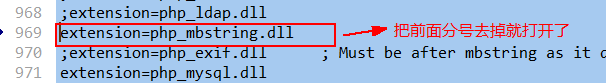 968 ;extension=php_ldap.dll
969 extension=php_mbstring.dll 把前面分号去掉就打开了
970 ;extension=php_exif.dll ; Must be after mbstring as it d
971 extension=php_mysql.dll